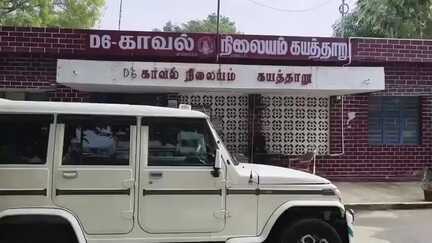 D6-காவல் நிலையம் கயத்தாறு
D6 காவல் நிலையம் கயத்தாறு